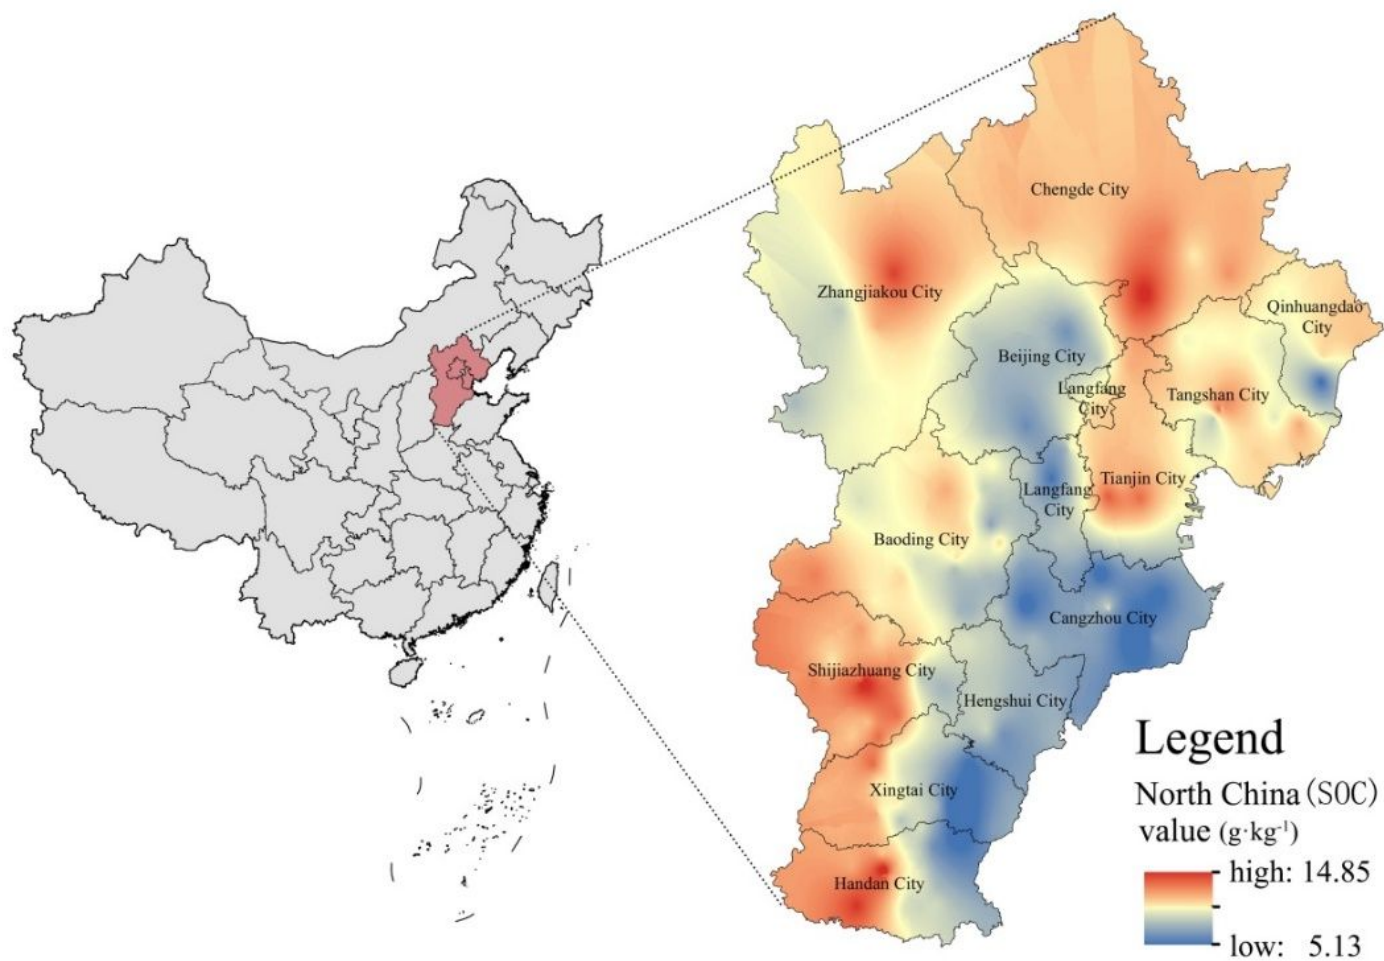 Chengde City
Zhangjiakou City
Qinhuangdao
City
Beijing City
Langfang
City
Tangshan City
Tianjin City
Langfang
City
Baoding City
Cangzhou City
Shijiazhuang City
Hengshui City
Xingtai City
Handan City
Legend
North China (SOC)
value (g·kg⁻¹)
high: 14.85
low: 5.13